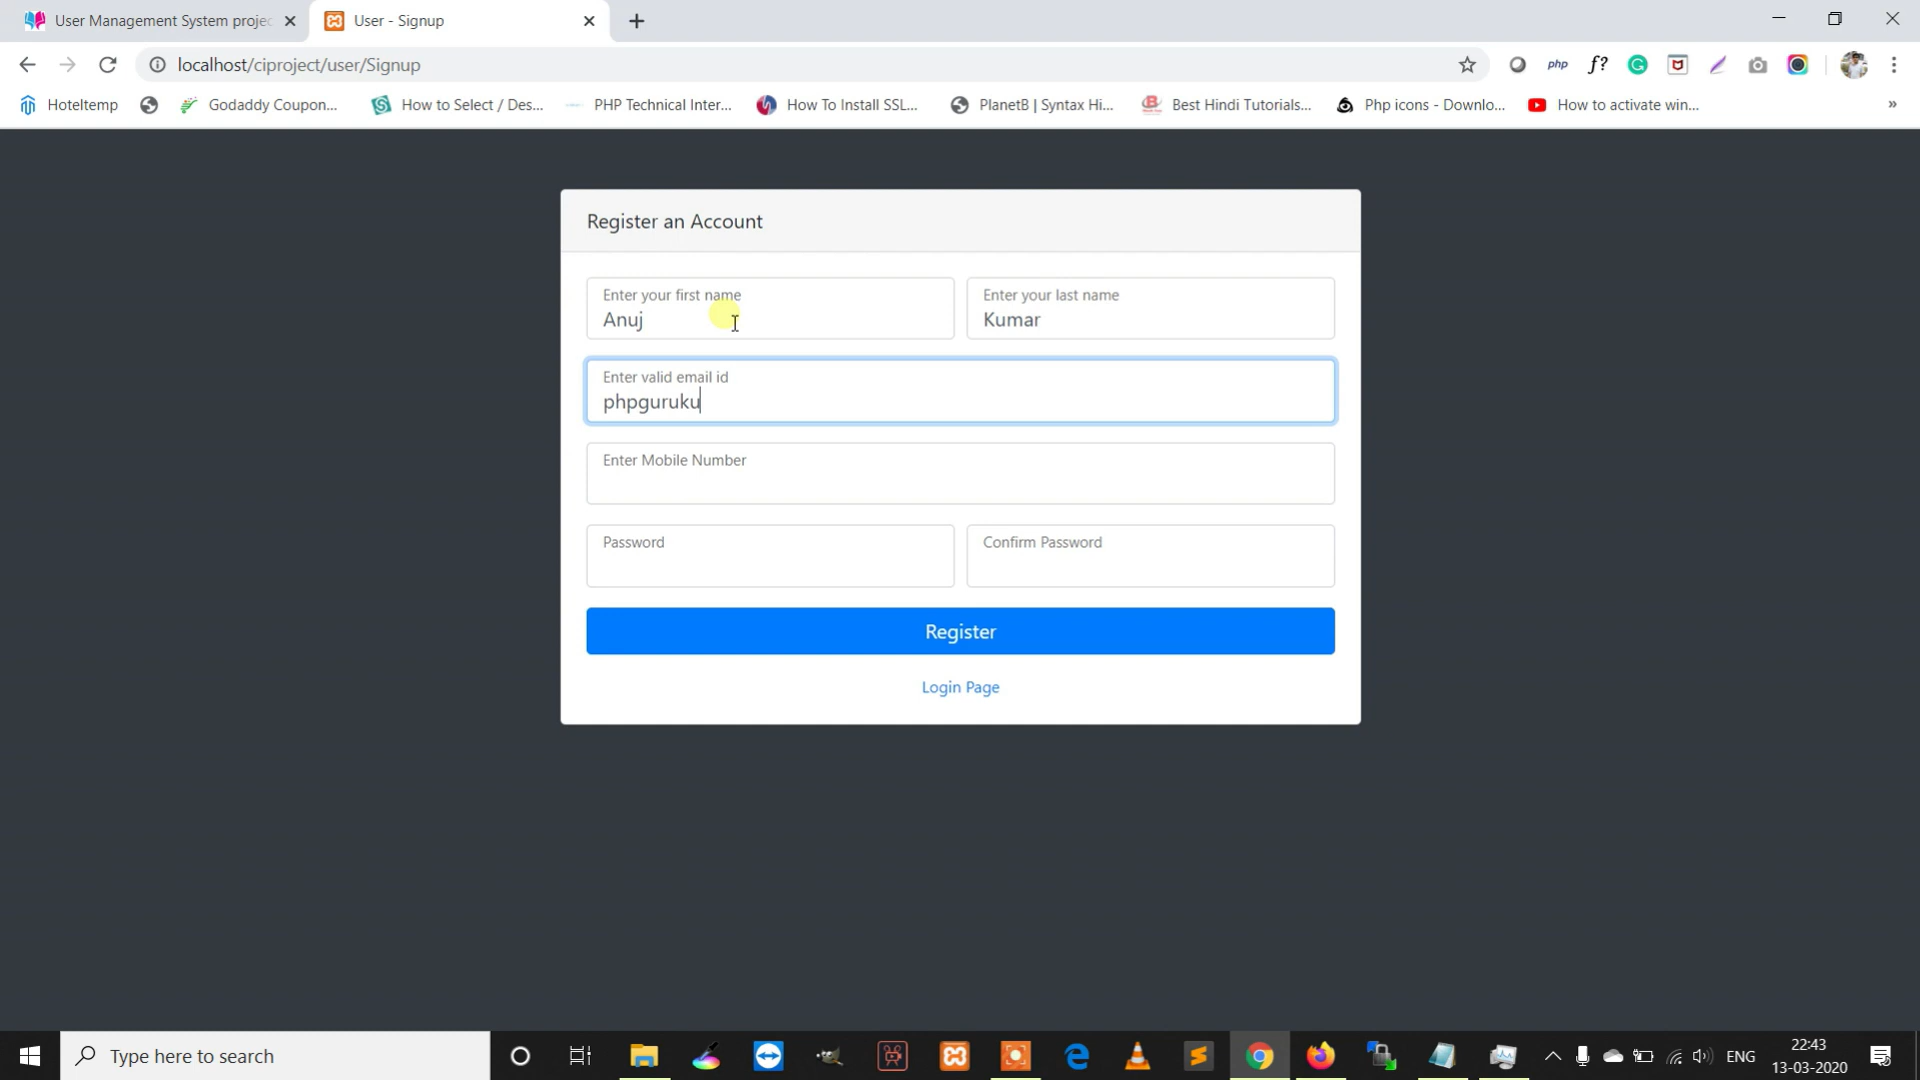 User Management System projec
User - Signup
localhost/ciproject/user/Signup
php
f?
Hoteltemp
Godaddy Coupon...
How to Select / Des...
PHP Technical Inter...
How To Install SSL...
PlanetB | Syntax Hi...
Best Hindi Tutorials...
Php icons - Downlo...
How to activate win...
»
Register an Account
Enter your first name
Anuj
Enter your last name
Kumar
Enter valid email id
phpguruku
Enter Mobile Number
Password
Confirm Password
Register
Login Page
Type here to search
ENG
22:43
13-03-2020